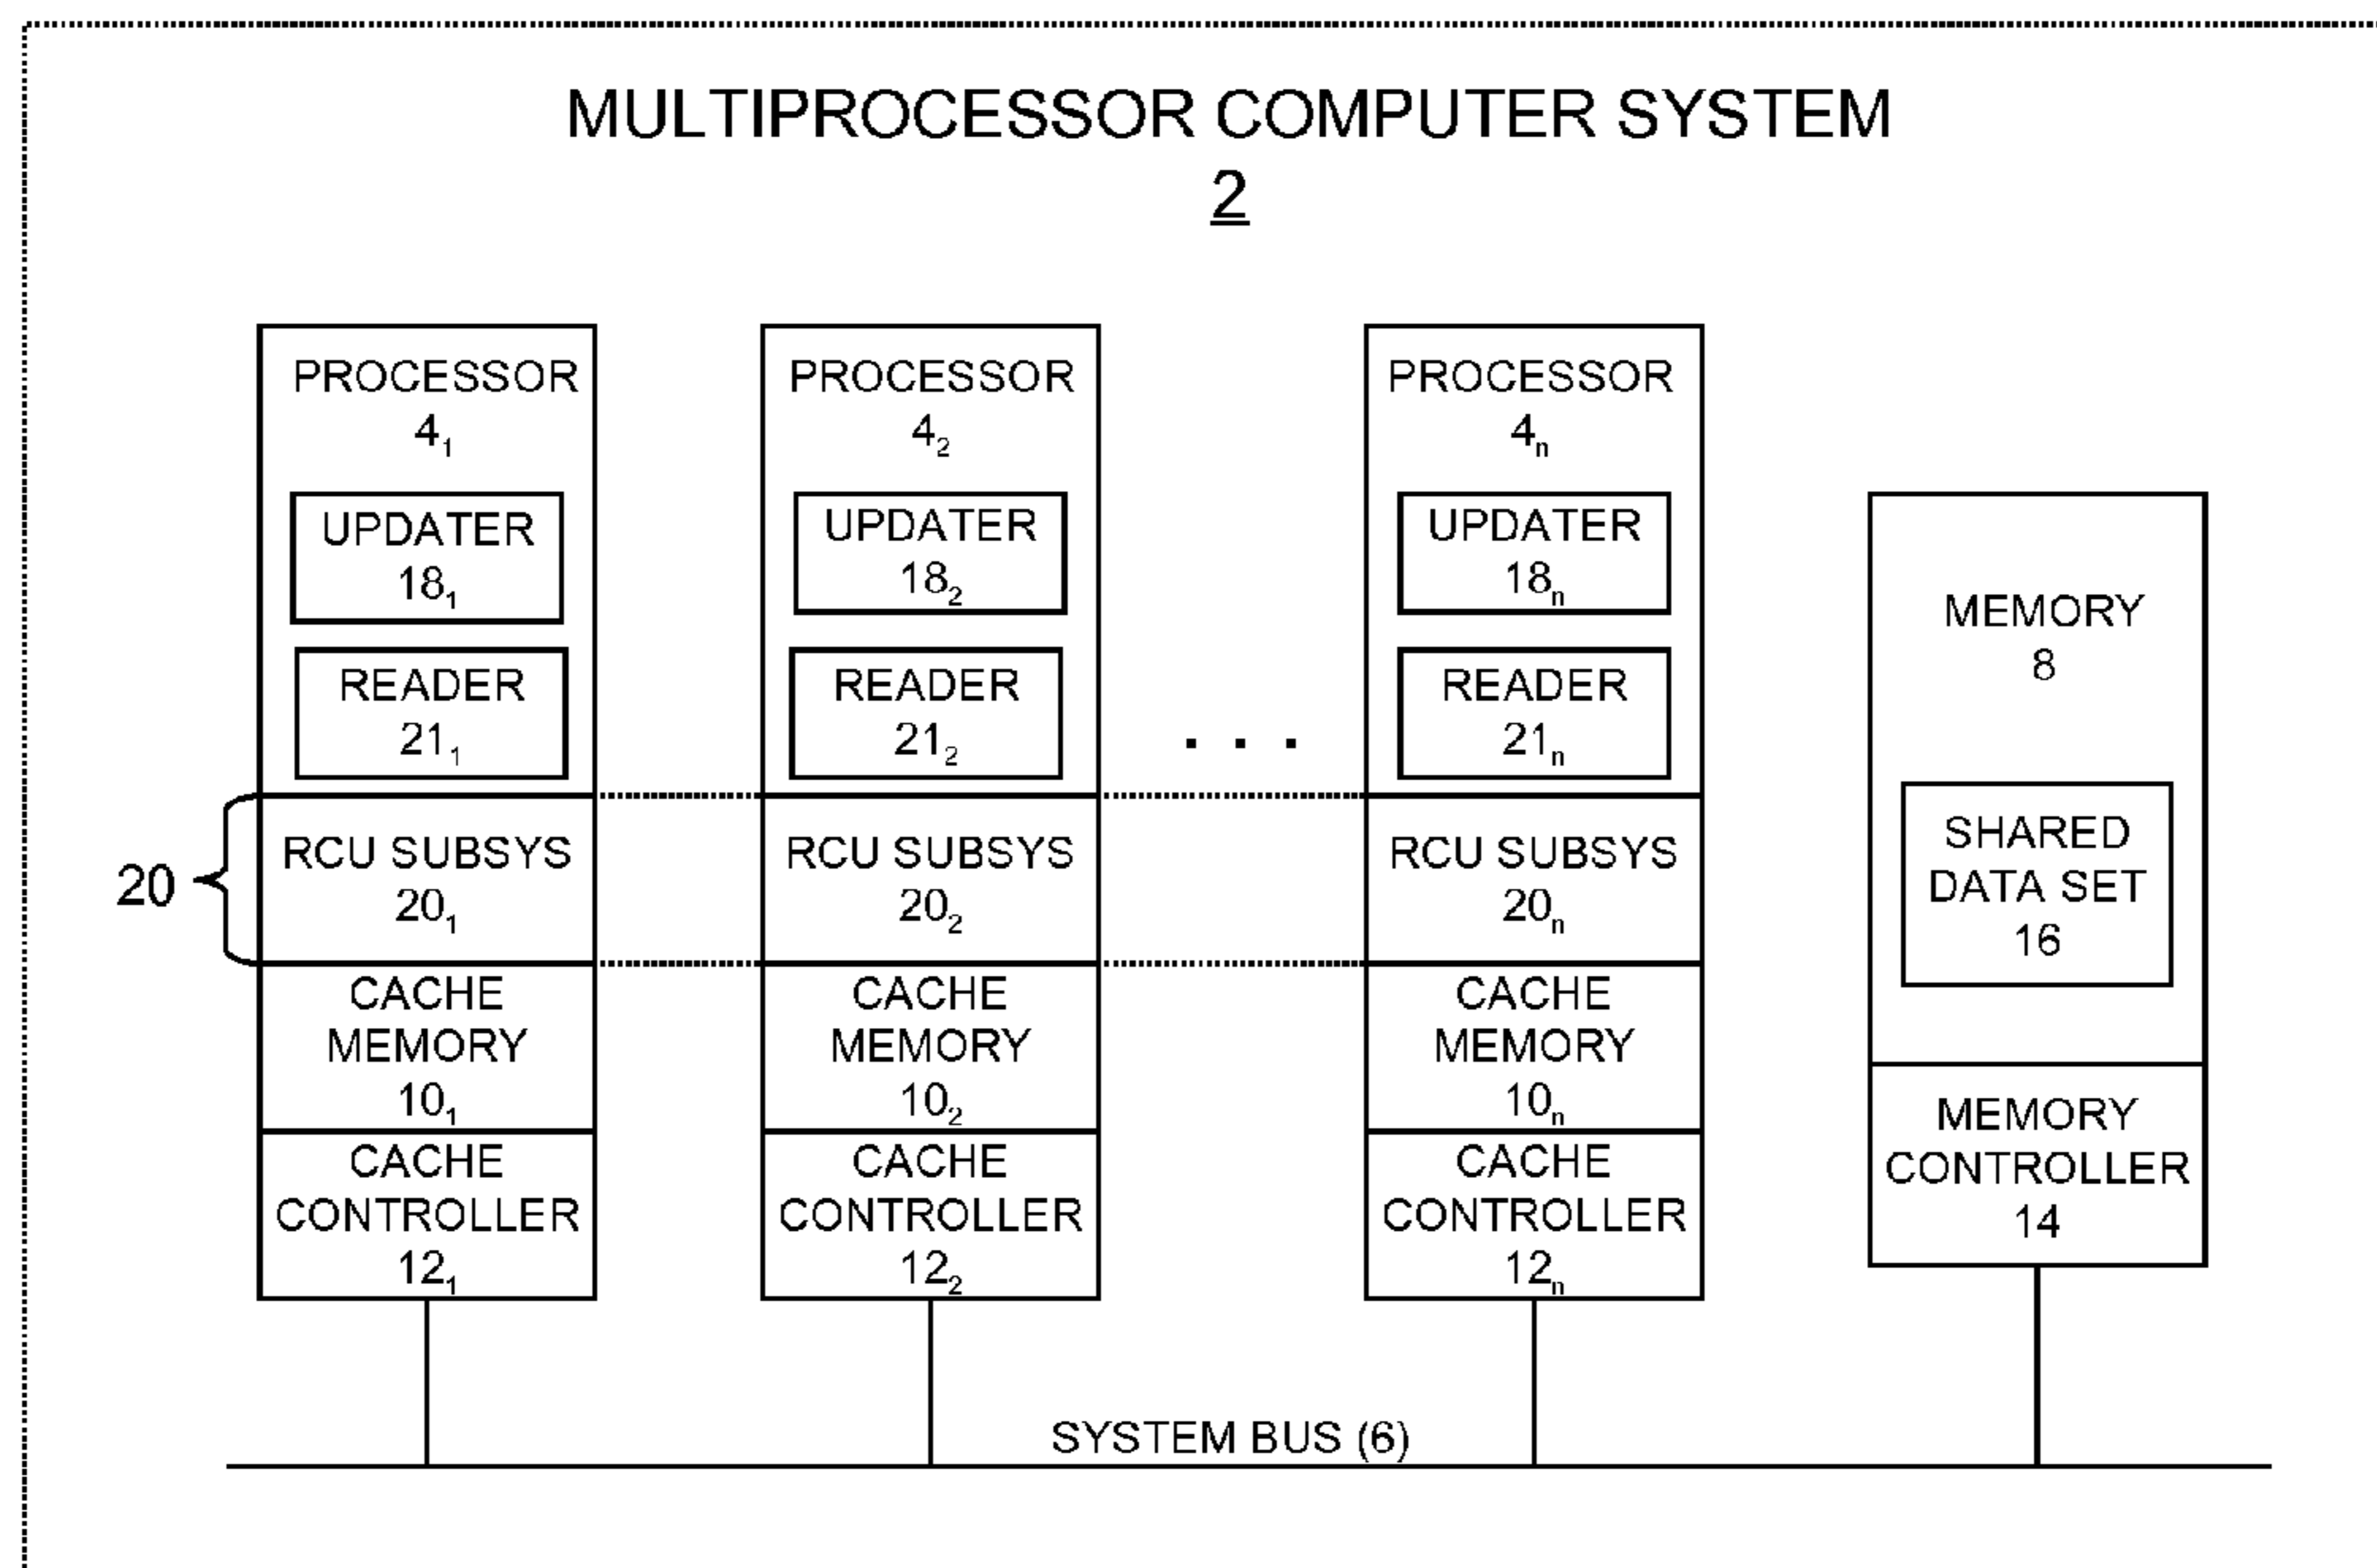 MULTIPROCESSOR COMPUTER SYSTEM
2
PROCESSOR
4₁
UPDATER
18₁
READER
21₁
RCU SUBSYS
20₁
CACHE
MEMORY
10₁
CACHE
CONTROLLER
12₁
PROCESSOR
4₂
UPDATER
18₂
READER
21₂
RCU SUBSYS
20₂
CACHE
MEMORY
10₂
CACHE
CONTROLLER
12₂
. . .
PROCESSOR
4ₙ
UPDATER
18ₙ
READER
21ₙ
RCU SUBSYS
20ₙ
CACHE
MEMORY
10ₙ
CACHE
CONTROLLER
12ₙ
MEMORY
8
SHARED
DATA SET
16
MEMORY
CONTROLLER
14
20
SYSTEM BUS (6)